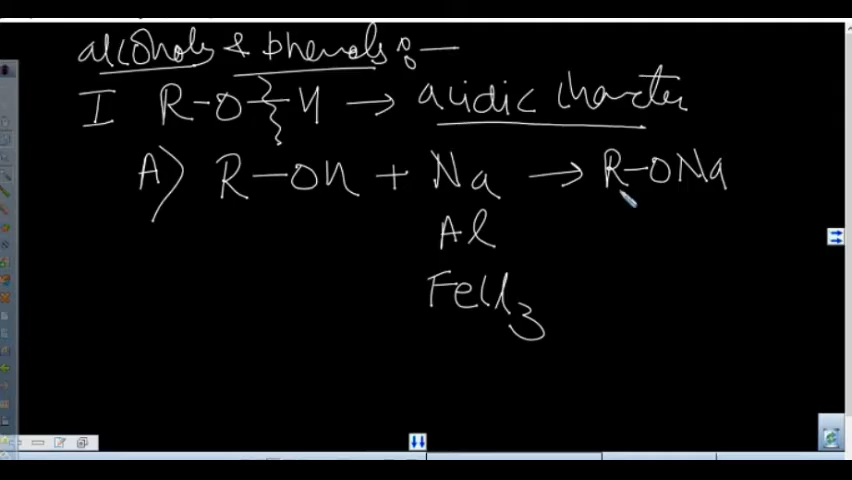 alcohols & phenols :—
I R-O-H → acidic character
A) R-OH + Na → R-ONa
Al
FeCl3